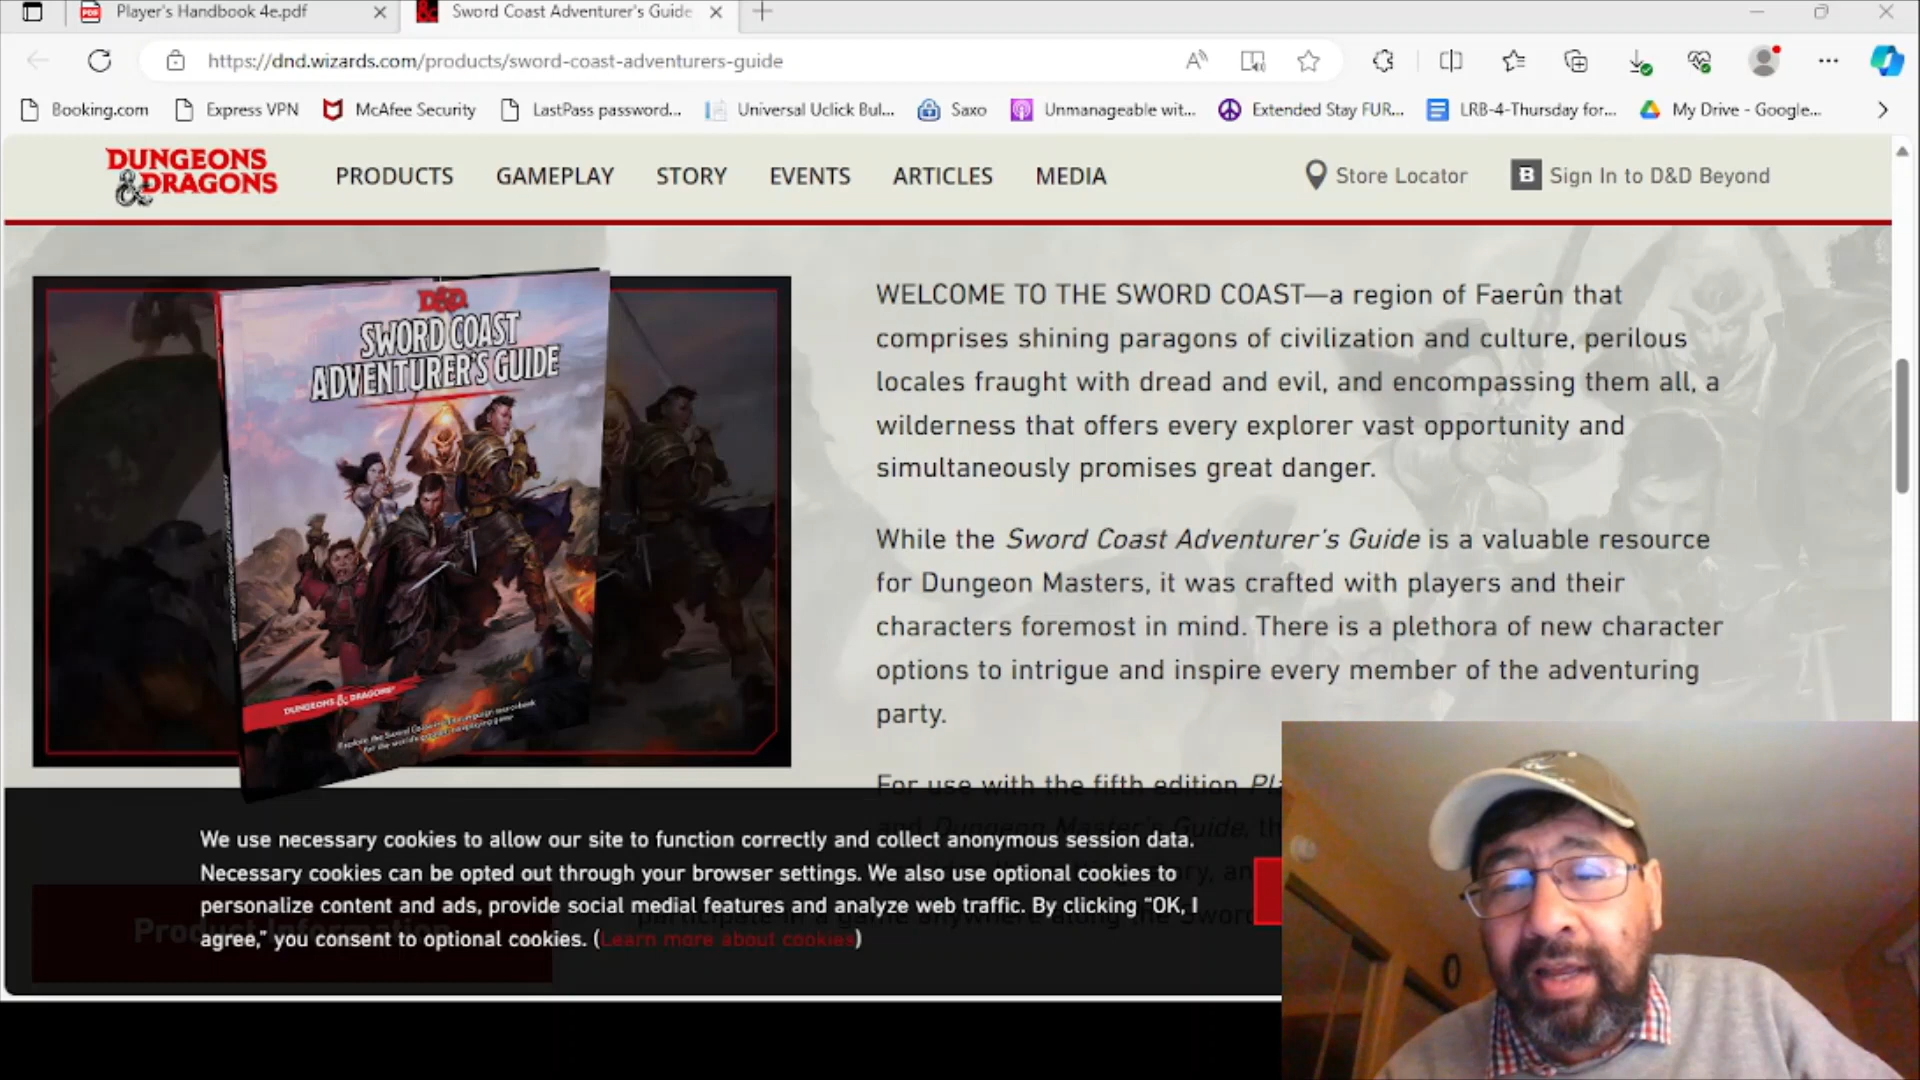 Player's Handbook 4e.pdf
Sword Coast Adventurer's Guide
https://dnd.wizards.com/products/sword-coast-adventurers-guide
Booking.com
Express VPN
McAfee Security
LastPass password...
Universal Uclick Bul...
Saxo
Unmanageable wit...
Extended Stay FUR...
LRB-4-Thursday for...
My Drive - Google...
DUNGEONS & DRAGONS
PRODUCTS
GAMEPLAY
STORY
EVENTS
ARTICLES
MEDIA
Store Locator
B
Sign In to D&D Beyond
D&D
SWORD COAST
ADVENTURER'S GUIDE
DUNGEONS & DRAGONS
WELCOME TO THE SWORD COAST—a region of Faerûn that
comprises shining paragons of civilization and culture, perilous
locales fraught with dread and evil, and encompassing them all, a
wilderness that offers every explorer vast opportunity and
simultaneously promises great danger.
While the Sword Coast Adventurer's Guide is a valuable resource
for Dungeon Masters, it was crafted with players and their
characters foremost in mind. There is a plethora of new character
options to intrigue and inspire every member of the adventuring
party.
For use with the fifth edition
and Dungeon Master's Guide,
We use necessary cookies to allow our site to function correctly and collect anonymous session data.
Necessary cookies can be opted out through your browser settings. We also use optional cookies to
personalize content and ads, provide social medial features and analyze web traffic. By clicking "OK, I
agree," you consent to optional cookies. (Learn more about cookies)